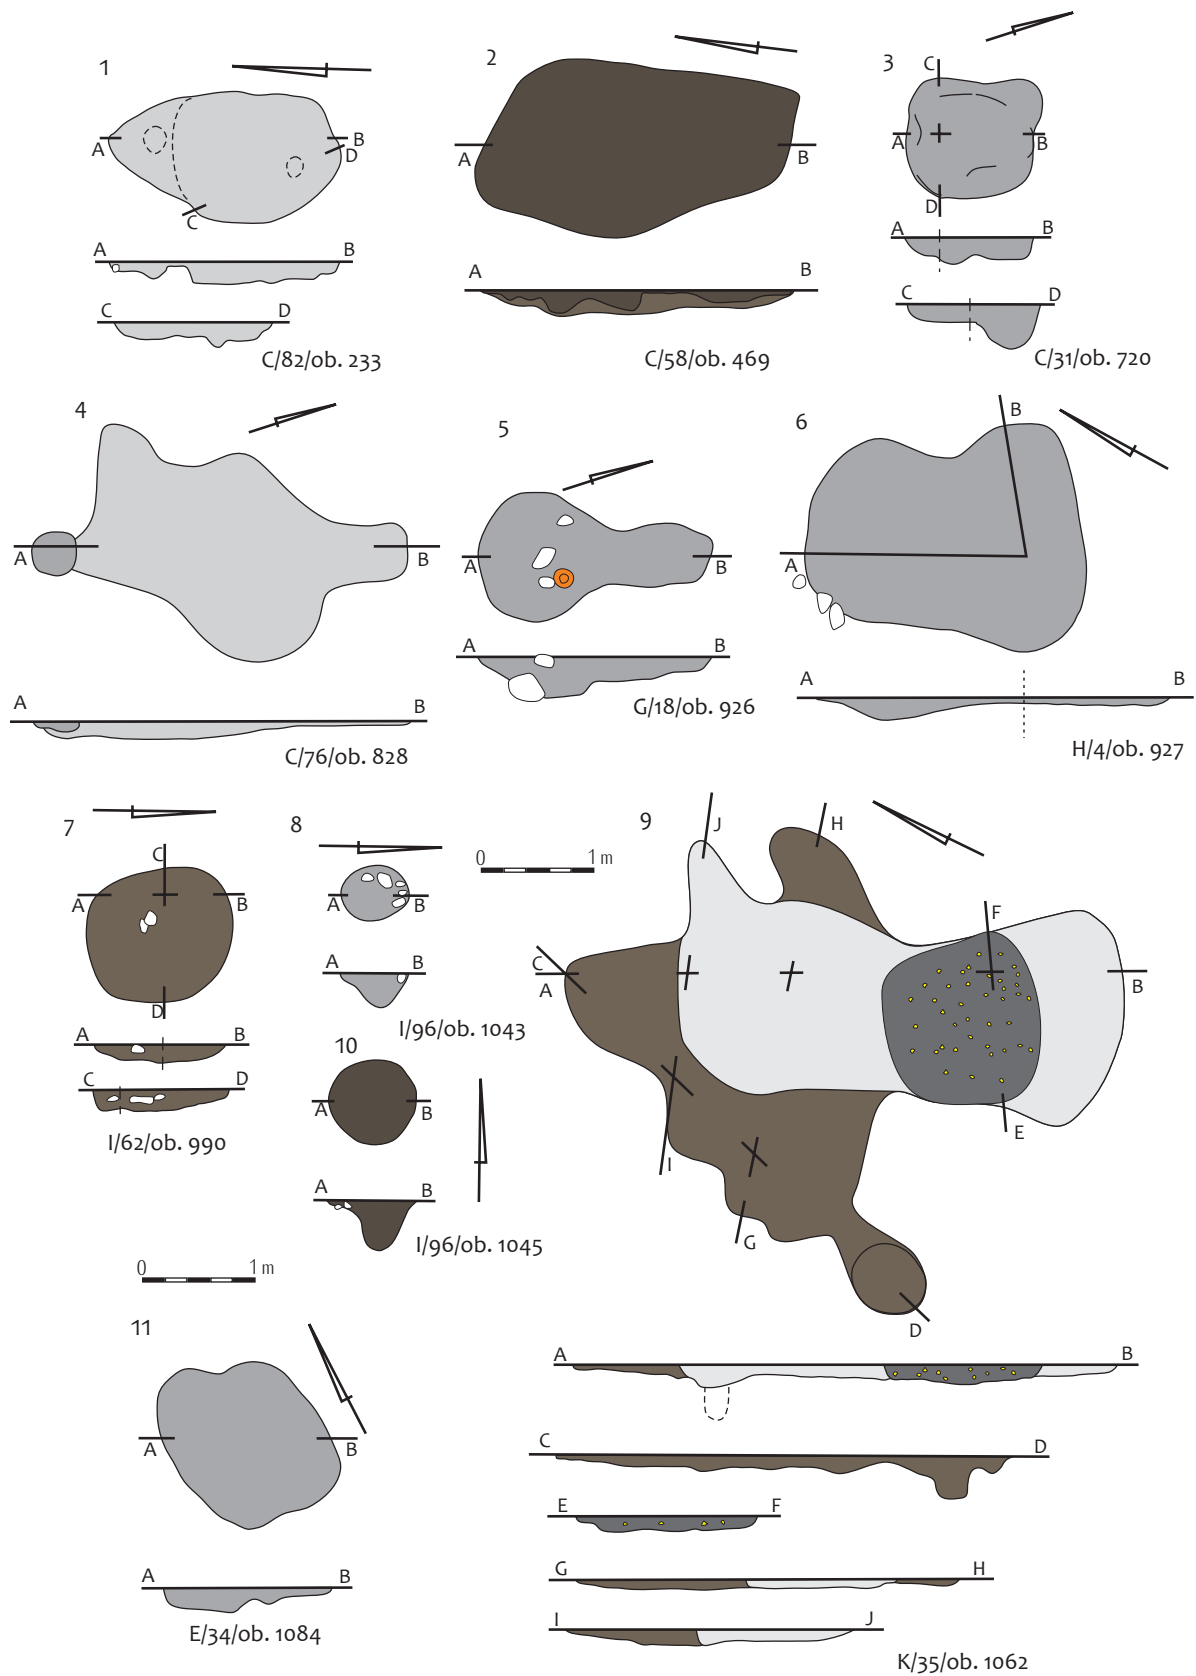 1
A
B
D
C
A B
C D
C/82/ob. 233
2
A
B
A B
C/58/ob. 469
3
C
A
B
D
A B
C D
C/31/ob. 720
4
A
B
A B
C/76/ob. 828
5
A
B
A B
G/18/ob. 926
6
B
A
A B
H/4/ob. 927
7
C
A
B
D
A B
C D
I/62/ob. 990
8
A
B
A B
I/96/ob. 1043
0 1 m
10
A
B
A B
I/96/ob. 1045
9
J
H
F
C
A
B
I
E
G
D
A B
C D
E F
G H
I J
K/35/ob. 1062
0 1 m
11
A
B
A B
E/34/ob. 1084